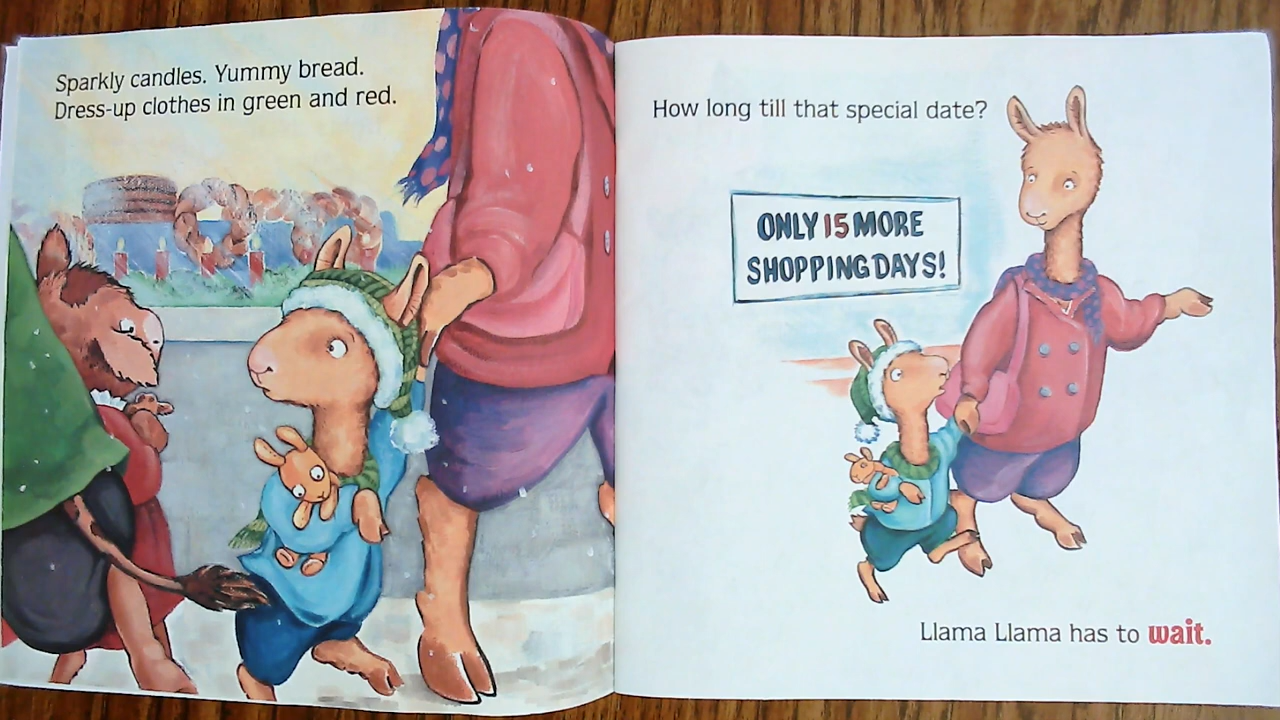 Sparkly candles. Yummy bread.
Dress-up clothes in green and red.
How long till that special date?
ONLY 15 MORE
SHOPPING DAYS!
Llama Llama has to wait.